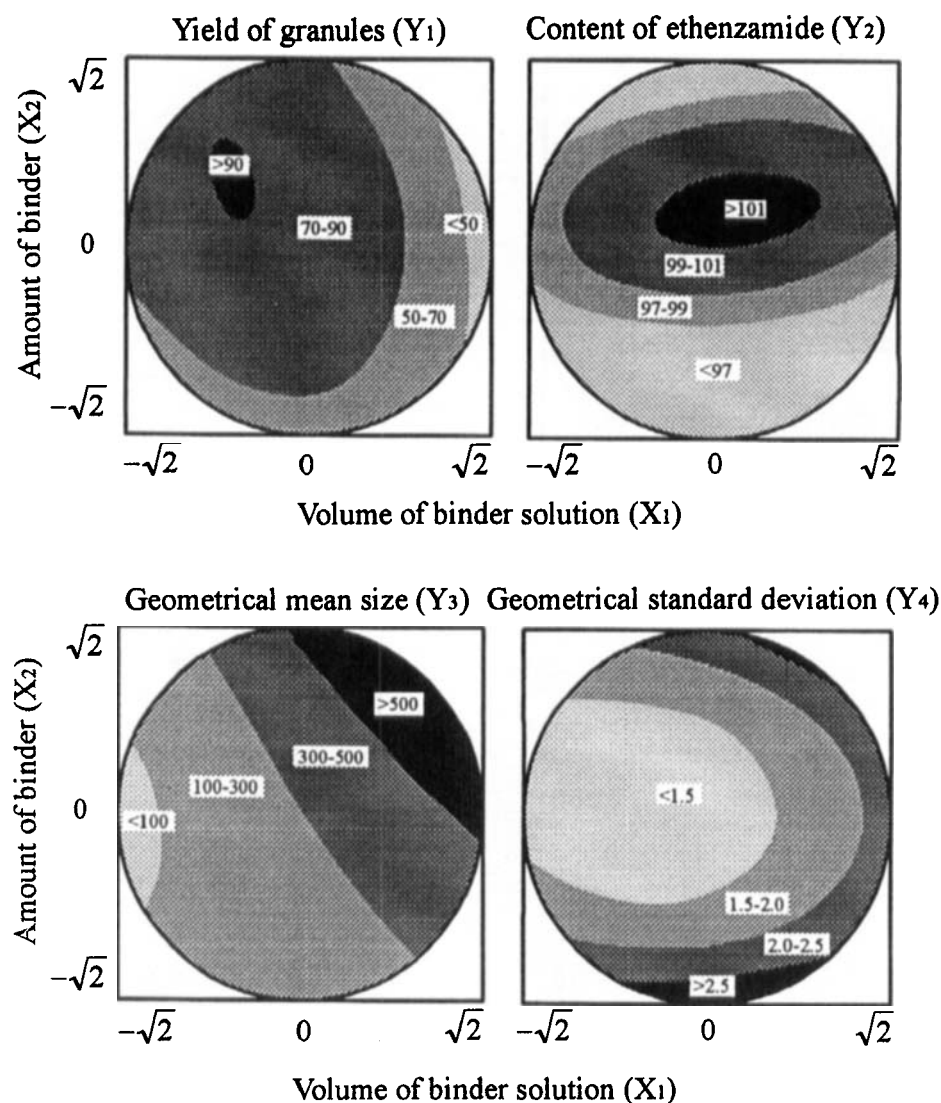 Yield of granules (Y1)
Content of ethenzamide (Y2)
Amount of binder (X2)
√2
0
−√2
>90
70-90
<50
50-70
>101
99-101
97-99
<97
−√2 0 √2
−√2 0 √2
Volume of binder solution (X1)
Geometrical mean size (Y3)
Geometrical standard deviation (Y4)
Amount of binder (X2)
√2
0
−√2
>500
300-500
100-300
<100
<1.5
1.5-2.0
2.0-2.5
>2.5
−√2 0 √2
−√2 0 √2
Volume of binder solution (X1)